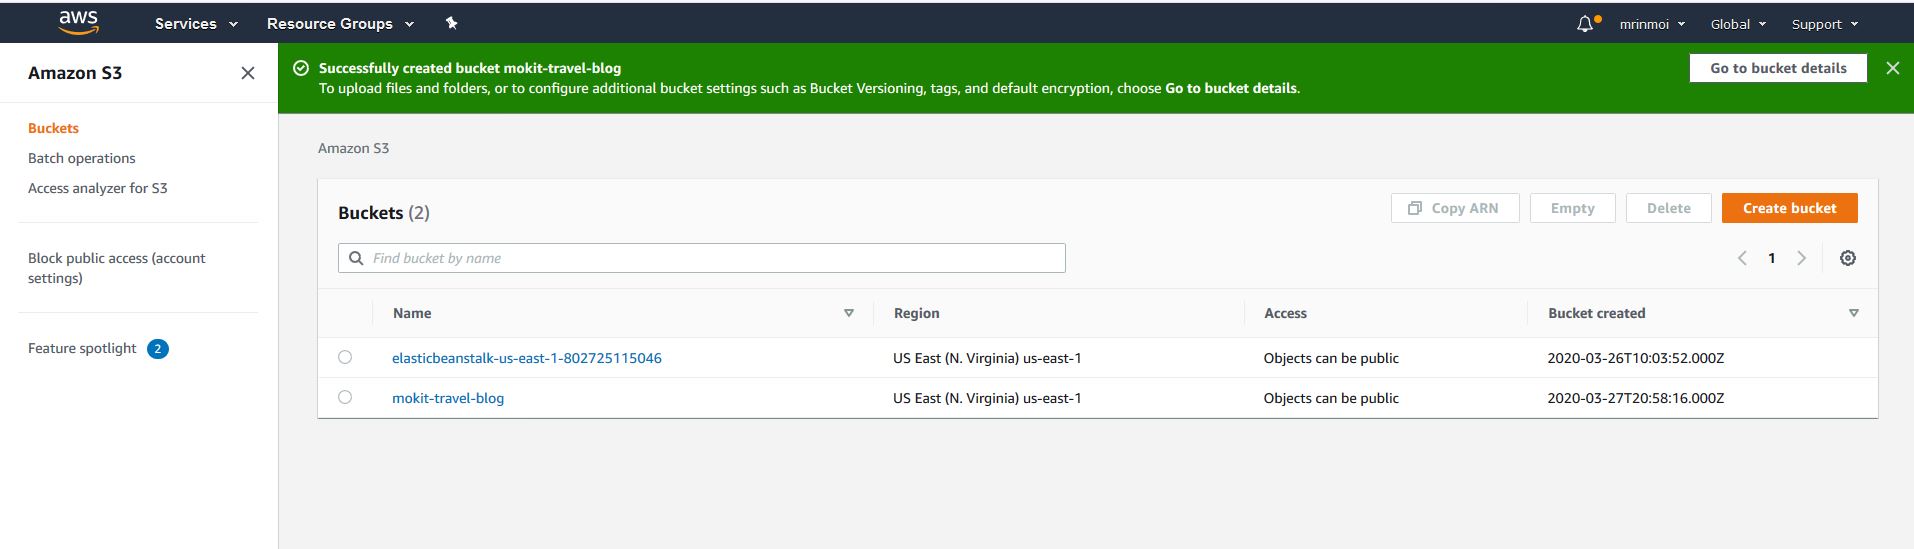 aws Services Resource Groups mrinmoi Global Support
Amazon S3
Successfully created bucket mokit-travel-blog
Go to bucket details
To upload files and folders, or to configure additional bucket settings such as Bucket Versioning, tags, and default encryption, choose Go to bucket details.
Buckets
Batch operations
Access analyzer for S3
Block public access (account
settings)
Feature spotlight 2
Amazon S3
Buckets (2)
Copy ARN Empty Delete Create bucket
Find bucket by name
1
Name Region Access Bucket created
elasticbeanstalk-us-east-1-802725115046 US East (N. Virginia) us-east-1 Objects can be public 2020-03-26T10:03:52.000Z
mokit-travel-blog US East (N. Virginia) us-east-1 Objects can be public 2020-03-27T20:58:16.000Z